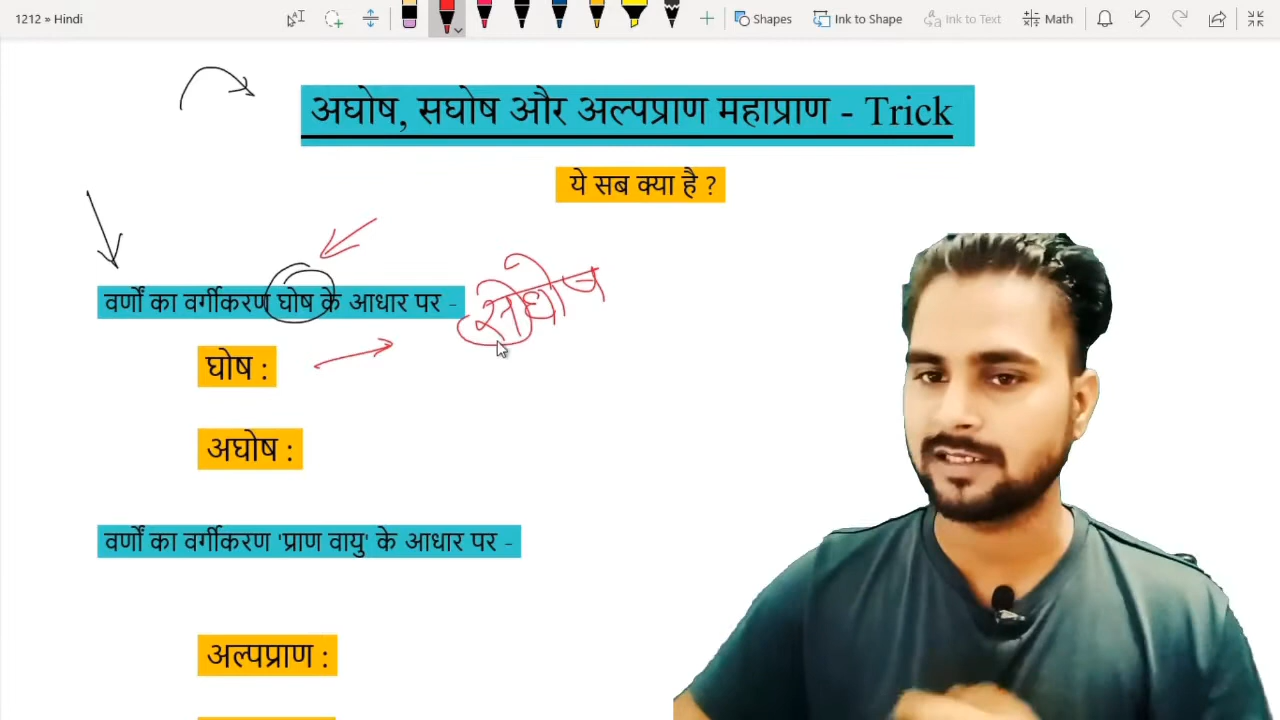 1212 » Hindi
Shapes
Ink to Shape
Ink to Text
Math
अघोष, सघोष और अल्पप्राण महाप्राण - Trick
ये सब क्या है ?
वर्णों का वर्गीकरण घोष के आधार पर -
सघोष
घोष :
अघोष :
वर्णों का वर्गीकरण 'प्राण वायु' के आधार पर -
अल्पप्राण :